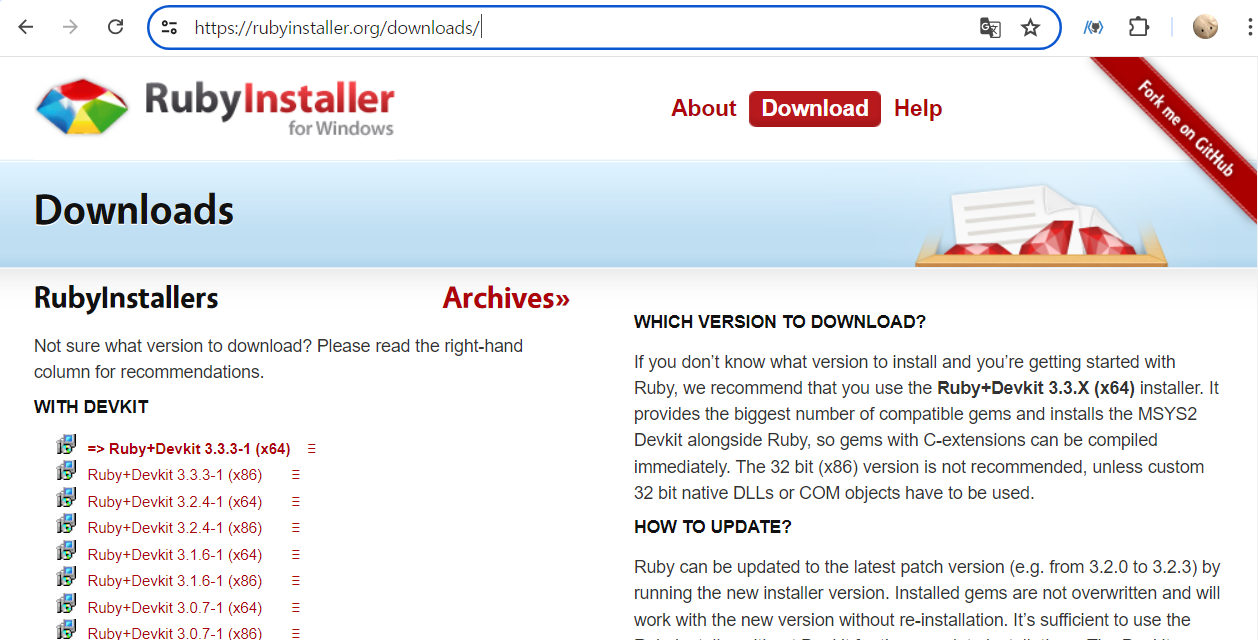 https://rubyinstaller.org/downloads/
RubyInstaller
for Windows
About Download Help
Fork me on GitHub
Downloads
RubyInstallers Archives»
Not sure what version to download? Please read the right-hand
column for recommendations.
WITH DEVKIT
=> Ruby+Devkit 3.3.3-1 (x64)
Ruby+Devkit 3.3.3-1 (x86)
Ruby+Devkit 3.2.4-1 (x64)
Ruby+Devkit 3.2.4-1 (x86)
Ruby+Devkit 3.1.6-1 (x64)
Ruby+Devkit 3.1.6-1 (x86)
Ruby+Devkit 3.0.7-1 (x64)
Ruby+Devkit 3.0.7-1 (x86)
WHICH VERSION TO DOWNLOAD?
If you don’t know what version to install and you’re getting started with
Ruby, we recommend that you use the Ruby+Devkit 3.3.X (x64) installer. It
provides the biggest number of compatible gems and installs the MSYS2
Devkit alongside Ruby, so gems with C-extensions can be compiled
immediately. The 32 bit (x86) version is not recommended, unless custom
32 bit native DLLs or COM objects have to be used.
HOW TO UPDATE?
Ruby can be updated to the latest patch version (e.g. from 3.2.0 to 3.2.3) by
running the new installer version. Installed gems are not overwritten and will
work with the new version without re-installation. It’s sufficient to use the